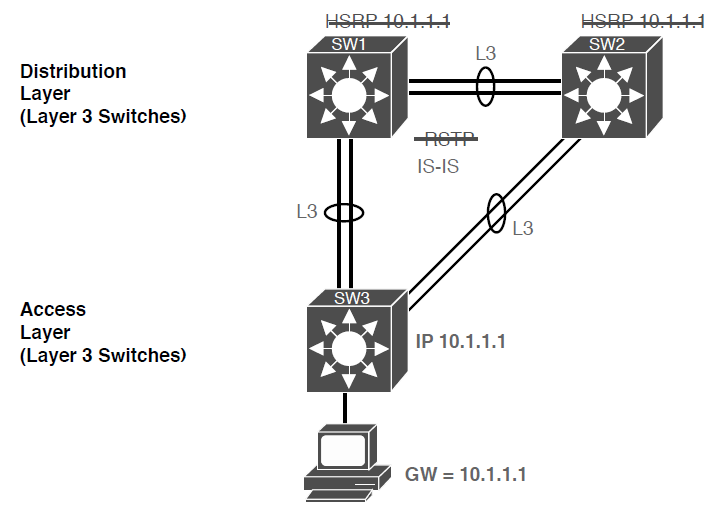 HSRP 10.1.1.1
HSRP 10.1.1.1
SW1
SW2
L3
Distribution
Layer
(Layer 3 Switches)
RSTP
IS-IS
L3
L3
SW3
Access
Layer
(Layer 3 Switches)
IP 10.1.1.1
GW = 10.1.1.1